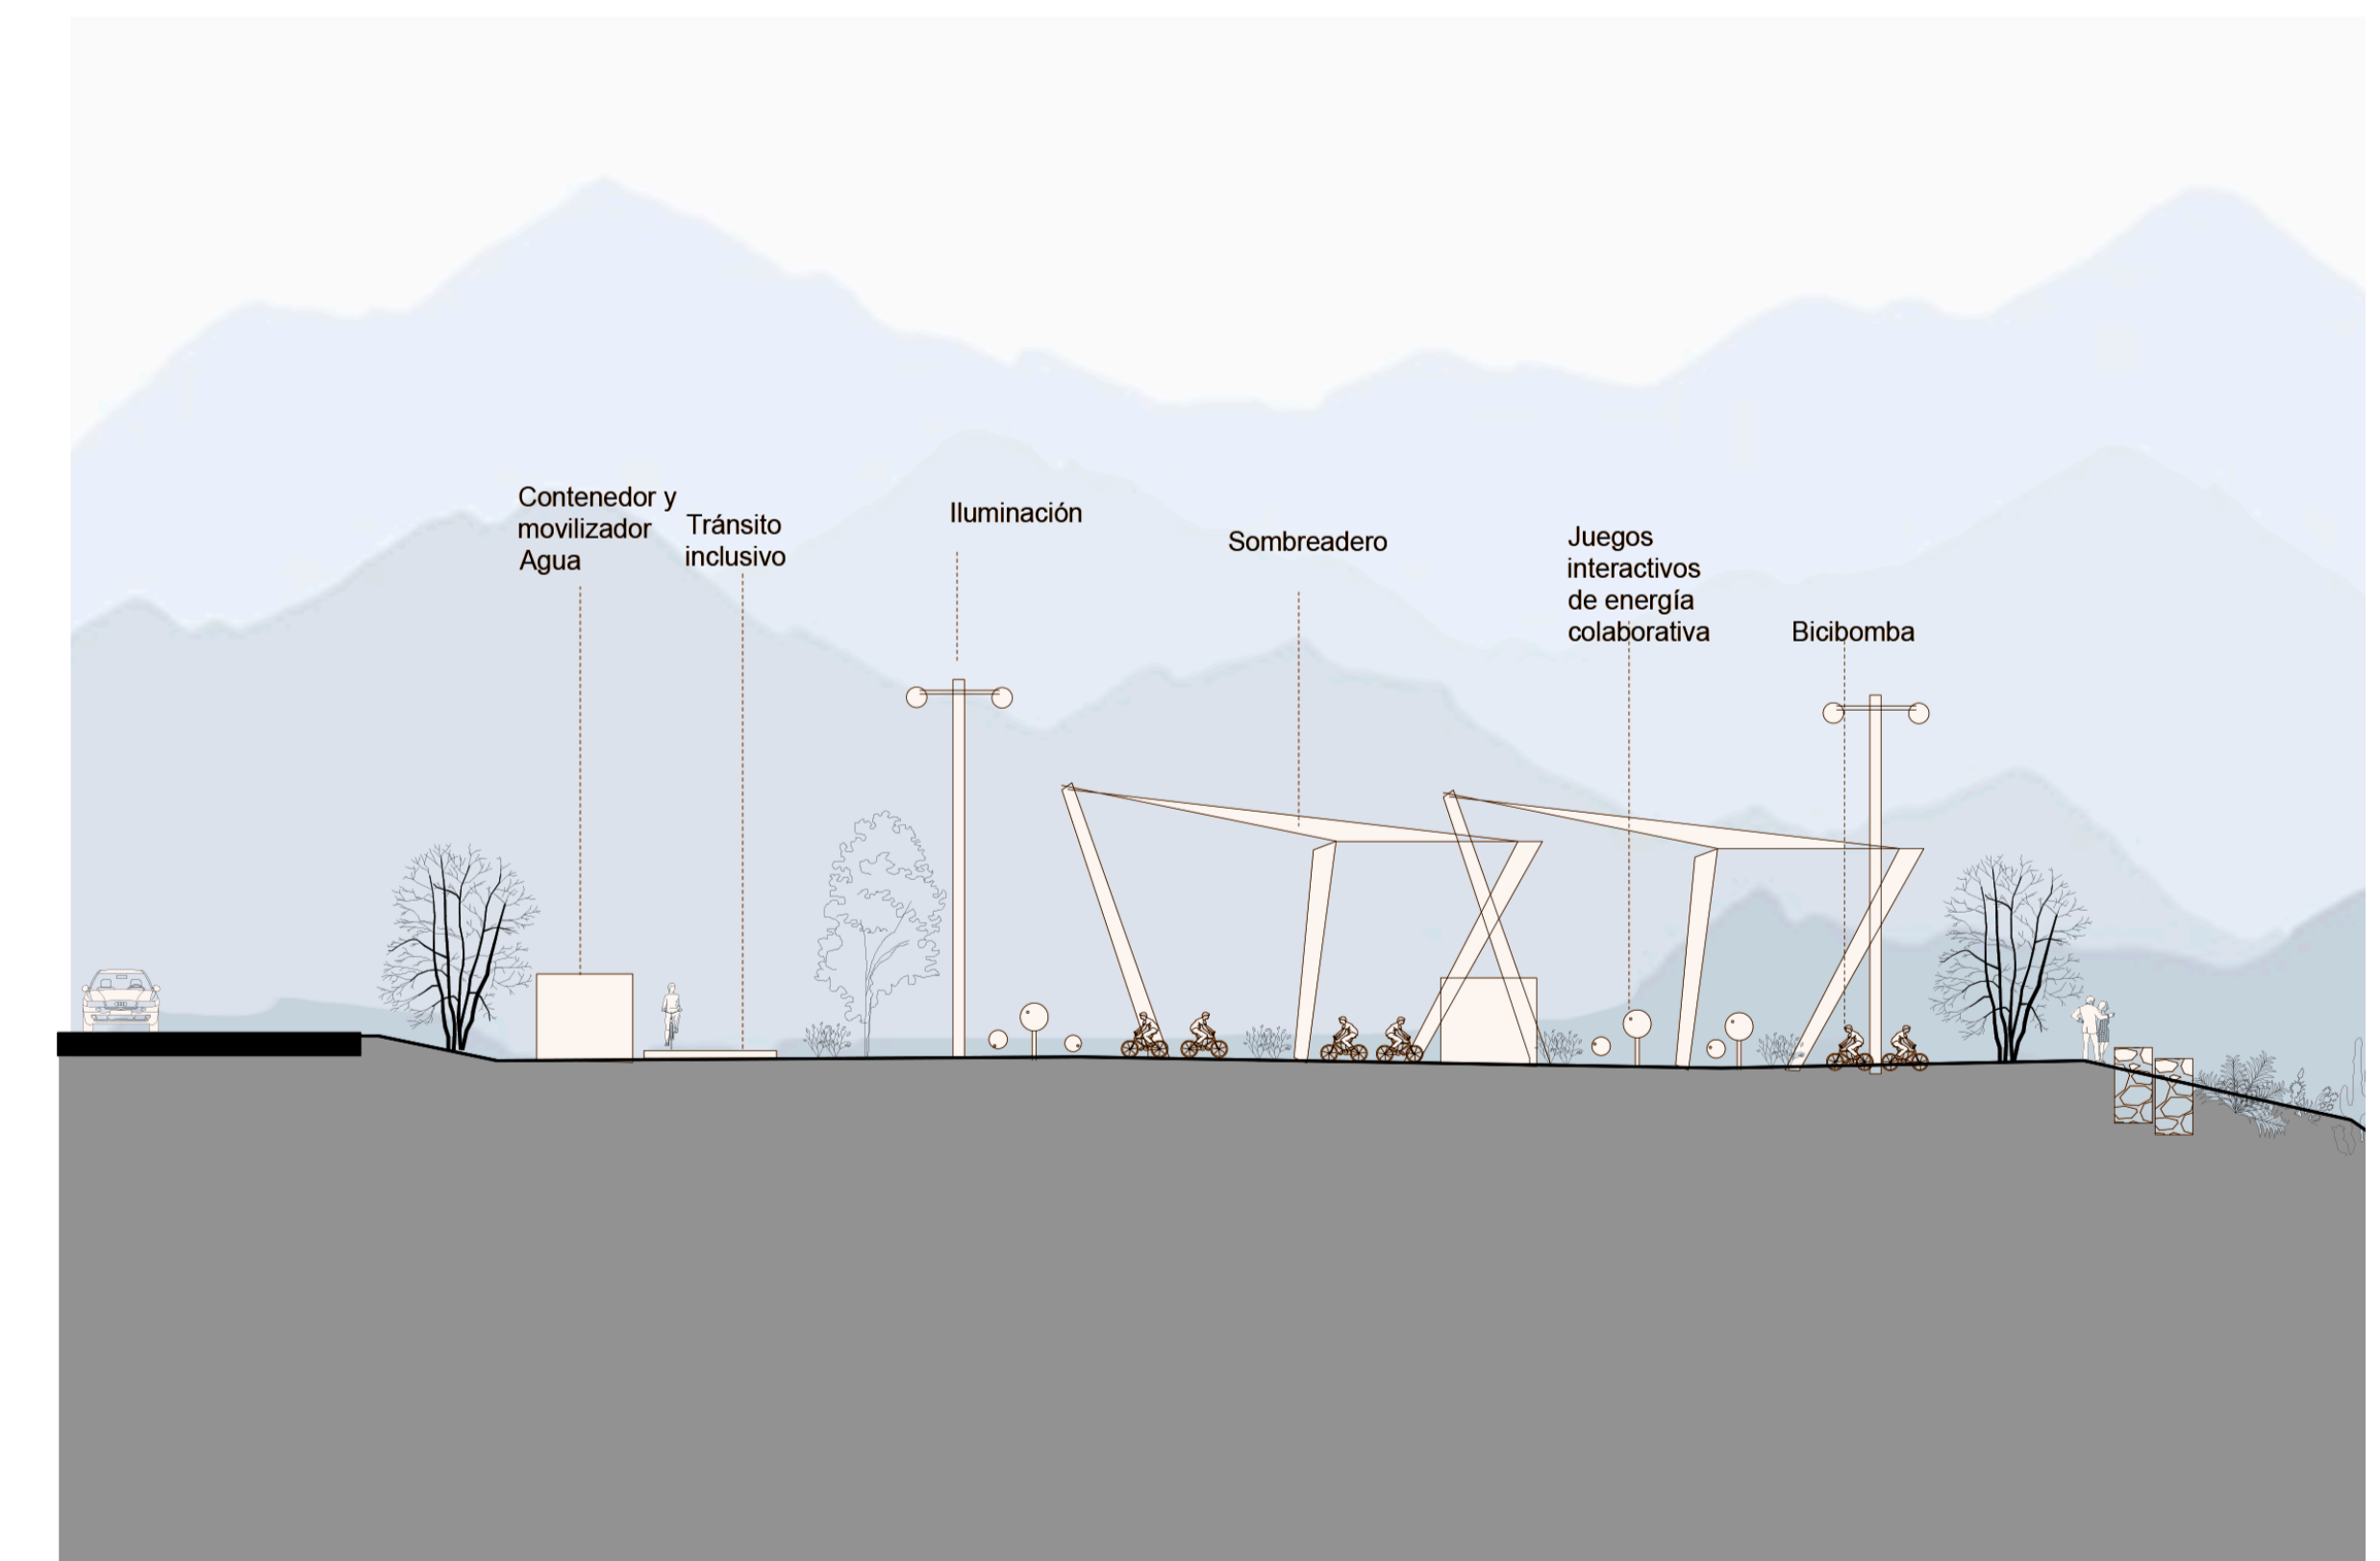 Contenedor y
movilizador
Agua
Tránsito
inclusivo
Iluminación
Sombreadero
Juegos
interactivos
de energía
colaborativa
Bicibomba